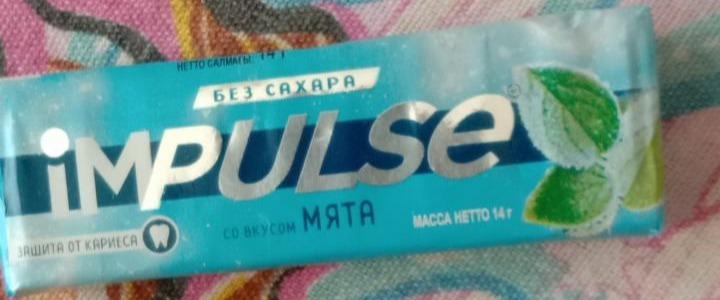 НЕТТО САЛМАҒЫ: 14 г
БЕЗ САХАРА
iMPULSe
СО ВКУСОМ МЯТА
МАССА НЕТТО 14 г
ЗАЩИТА ОТ КАРИЕСА